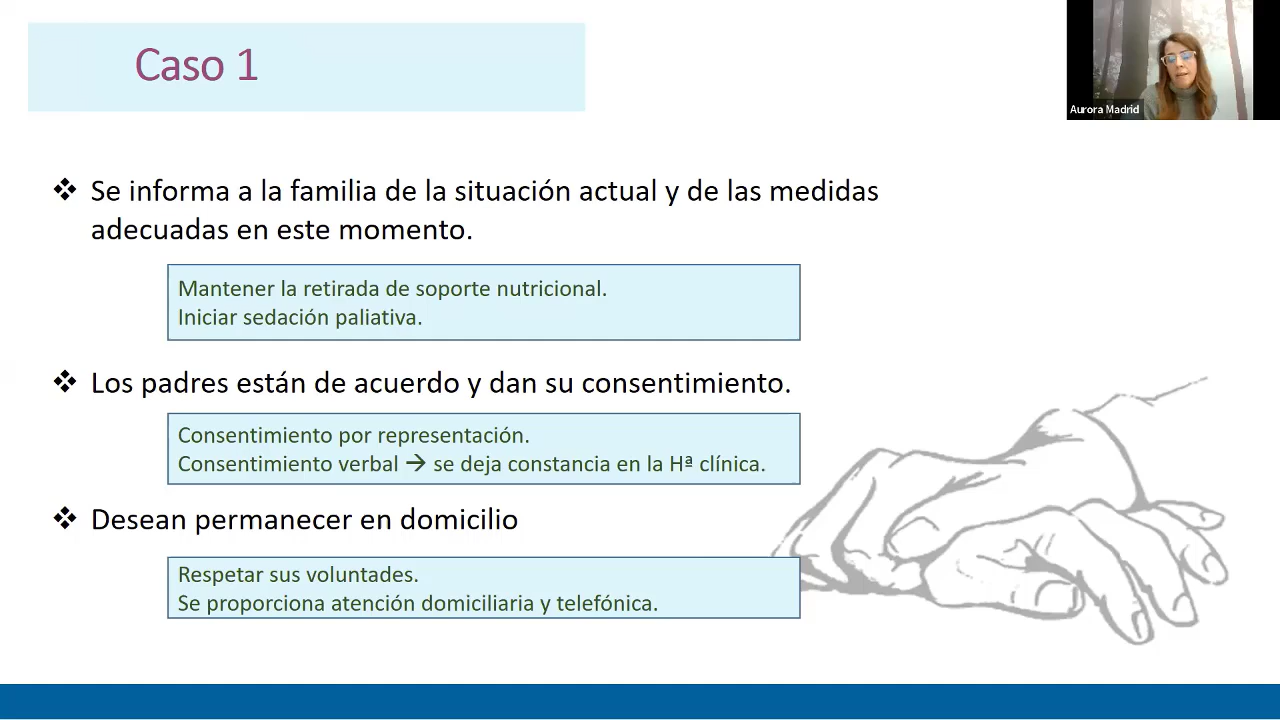 Caso 1
Aurora Madrid
❖ Se informa a la familia de la situación actual y de las medidas
adecuadas en este momento.
Mantener la retirada de soporte nutricional.
Iniciar sedación paliativa.
❖ Los padres están de acuerdo y dan su consentimiento.
Consentimiento por representación.
Consentimiento verbal → se deja constancia en la Hª clínica.
❖ Desean permanecer en domicilio
Respetar sus voluntades.
Se proporciona atención domiciliaria y telefónica.